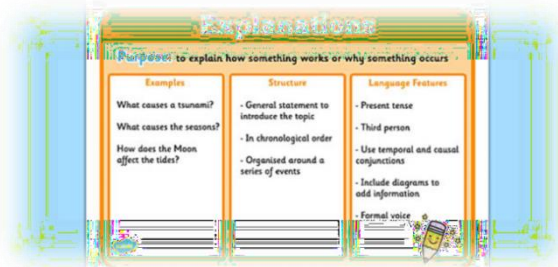 Explanations
Purpose: to explain how something works or why something occurs
Examples
What causes a tsunami?
What causes the seasons?
How does the Moon
affect the tides?
Structure
- General statement to
introduce the topic
- In chronological order
- Organised around a
series of events
Language Features
- Present tense
- Third person
- Use temporal and causal
conjunctions
- Include diagrams to
add information
- Formal voice